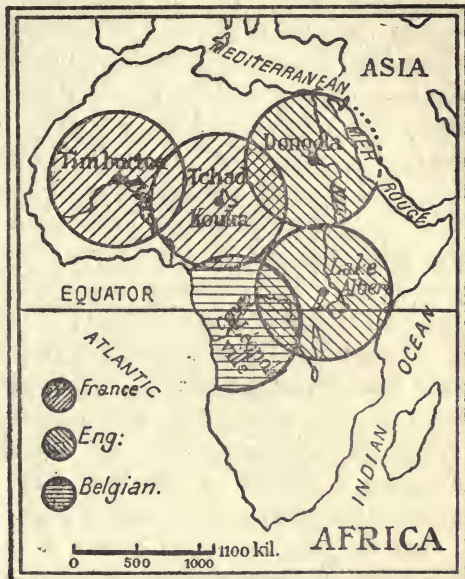 MEDITERRANEAN
ASIA
Dongola
Timbuctoo
Tchad
Kouka
MER ROUGE
Nil
Lake
Albert
EQUATOR
ATLANTIC
INDIAN OCEAN
France
Eng:
Belgian.
0 500 1000 1100 kil.
AFRICA